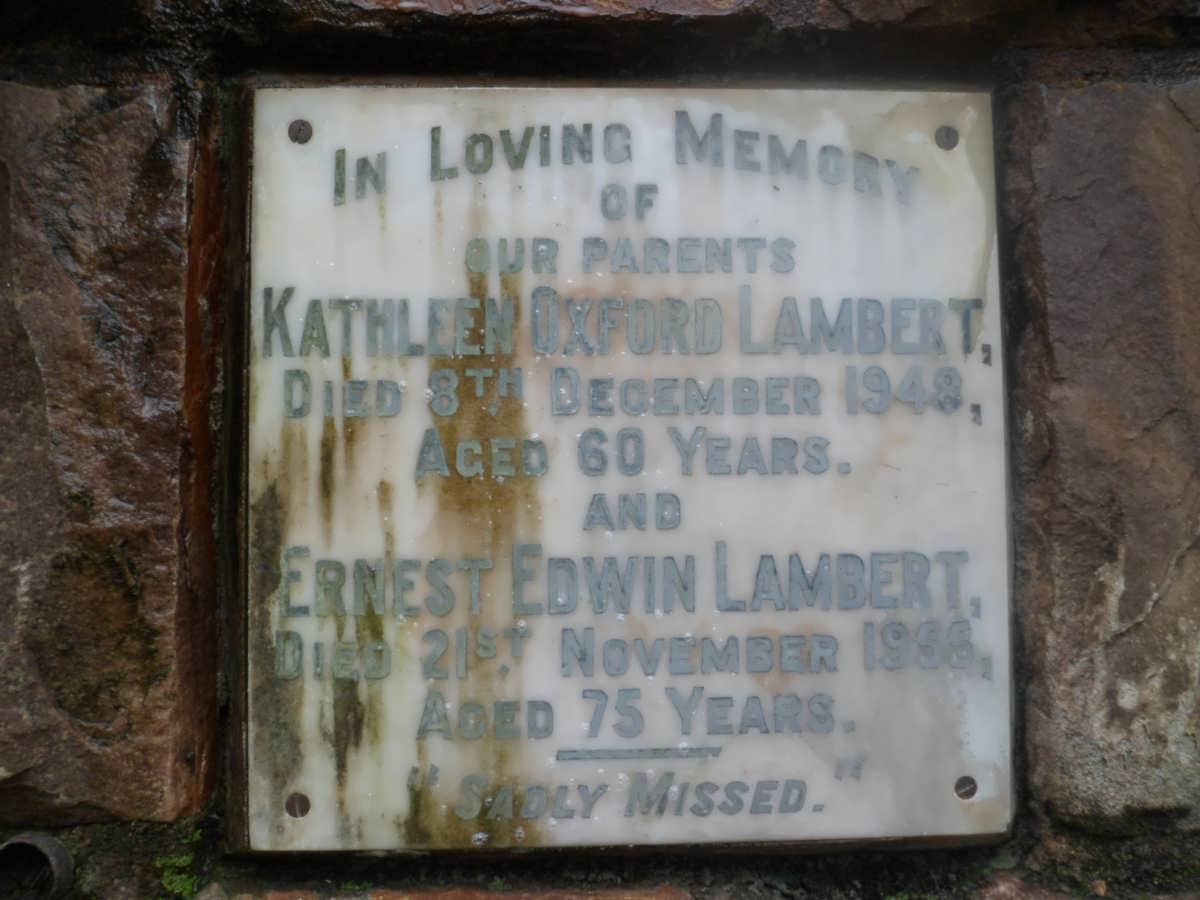 IN LOVING MEMORY
OF
OUR PARENTS
KATHLEEN OXFORD LAMBERT,
DIED 8TH DECEMBER 1948,
AGED 60 YEARS.
AND
ERNEST EDWIN LAMBERT,
DIED 21ST NOVEMBER
AGED 75 YEARS.
"SADLY MISSED."